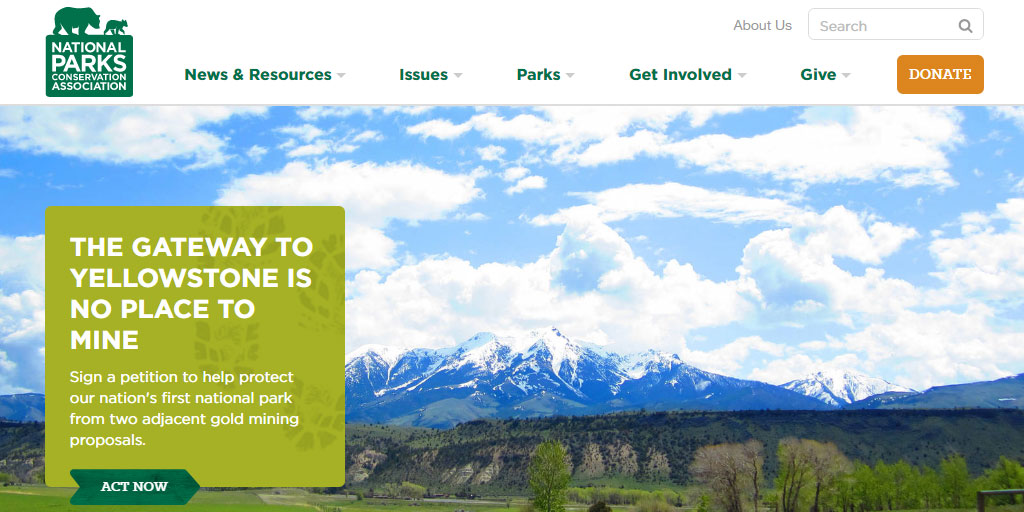 About Us
Search
NATIONAL
PARKS
CONSERVATION
ASSOCIATION
News & Resources
Issues
Parks
Get Involved
Give
DONATE
THE GATEWAY TO
YELLOWSTONE IS
NO PLACE TO
MINE
Sign a petition to help protect
our nation's first national park
from two adjacent gold mining
proposals.
ACT NOW